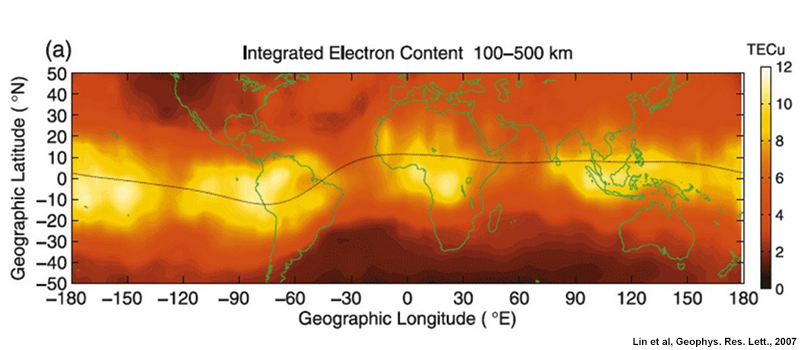 (a)
Integrated Electron Content 100–500 km
TECu
Geographic Latitude ( °N)
50
40
30
20
10
0
−10
−20
−30
−40
−50
12
10
8
6
4
2
0
−180 −150 −120 −90 −60 −30 0 30 60 90 120 150 180
Geographic Longitude ( °E)
Lin et al, Geophys. Res. Lett., 2007